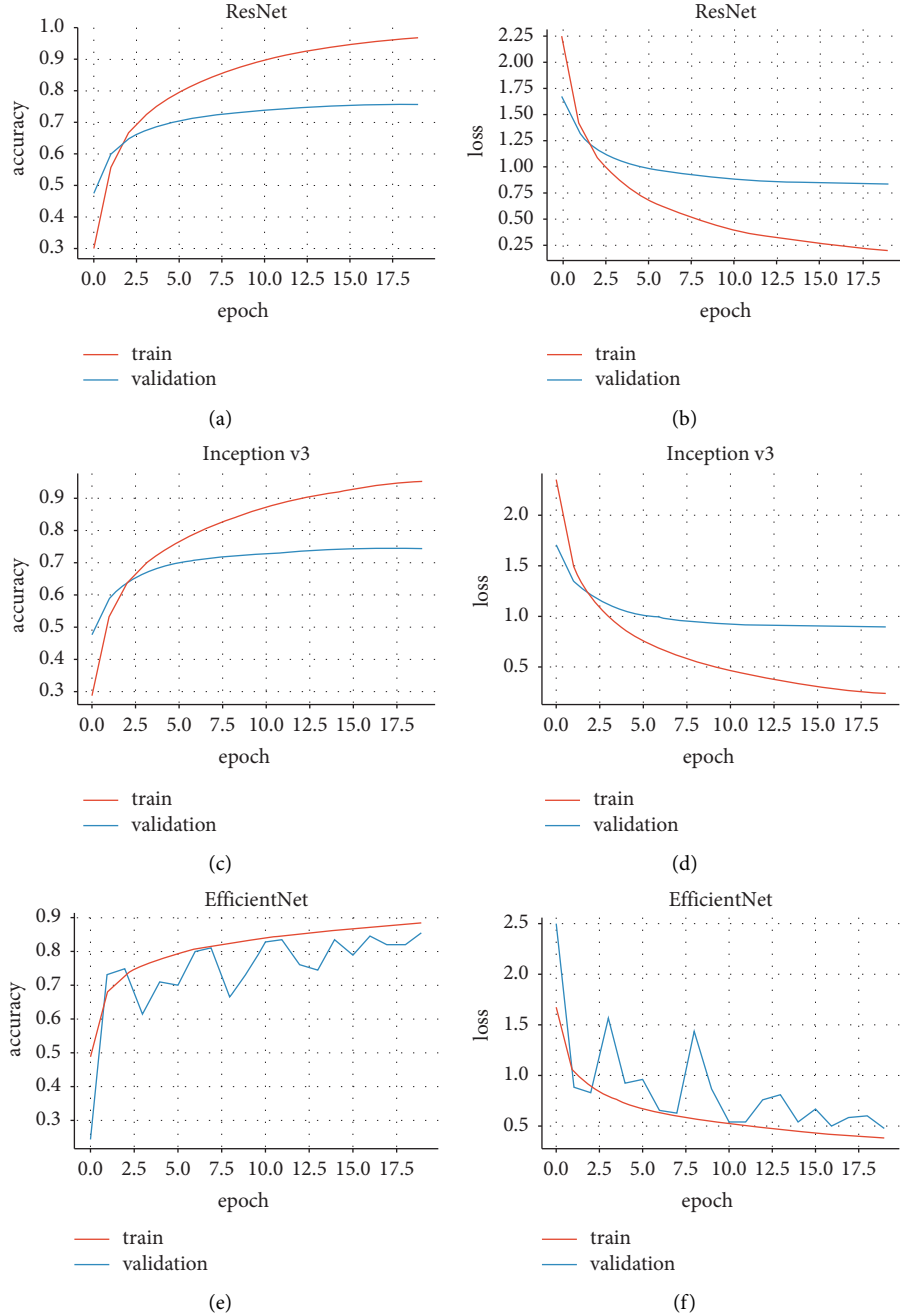 ResNet
1.0
0.9
0.8
0.7
0.6
0.5
0.4
0.3
accuracy
0.0 2.5 5.0 7.5 10.0 12.5 15.0 17.5
epoch
train
validation
(a)
ResNet
2.25
2.00
1.75
1.50
1.25
1.00
0.75
0.50
0.25
loss
0.0 2.5 5.0 7.5 10.0 12.5 15.0 17.5
epoch
train
validation
(b)
Inception v3
0.9
0.8
0.7
0.6
0.5
0.4
0.3
accuracy
0.0 2.5 5.0 7.5 10.0 12.5 15.0 17.5
epoch
train
validation
(c)
Inception v3
2.0
1.5
1.0
0.5
loss
0.0 2.5 5.0 7.5 10.0 12.5 15.0 17.5
epoch
train
validation
(d)
EfficientNet
0.9
0.8
0.7
0.6
0.5
0.4
0.3
accuracy
0.0 2.5 5.0 7.5 10.0 12.5 15.0 17.5
epoch
train
validation
(e)
EfficientNet
2.5
2.0
1.5
1.0
0.5
loss
0.0 2.5 5.0 7.5 10.0 12.5 15.0 17.5
epoch
train
validation
(f)